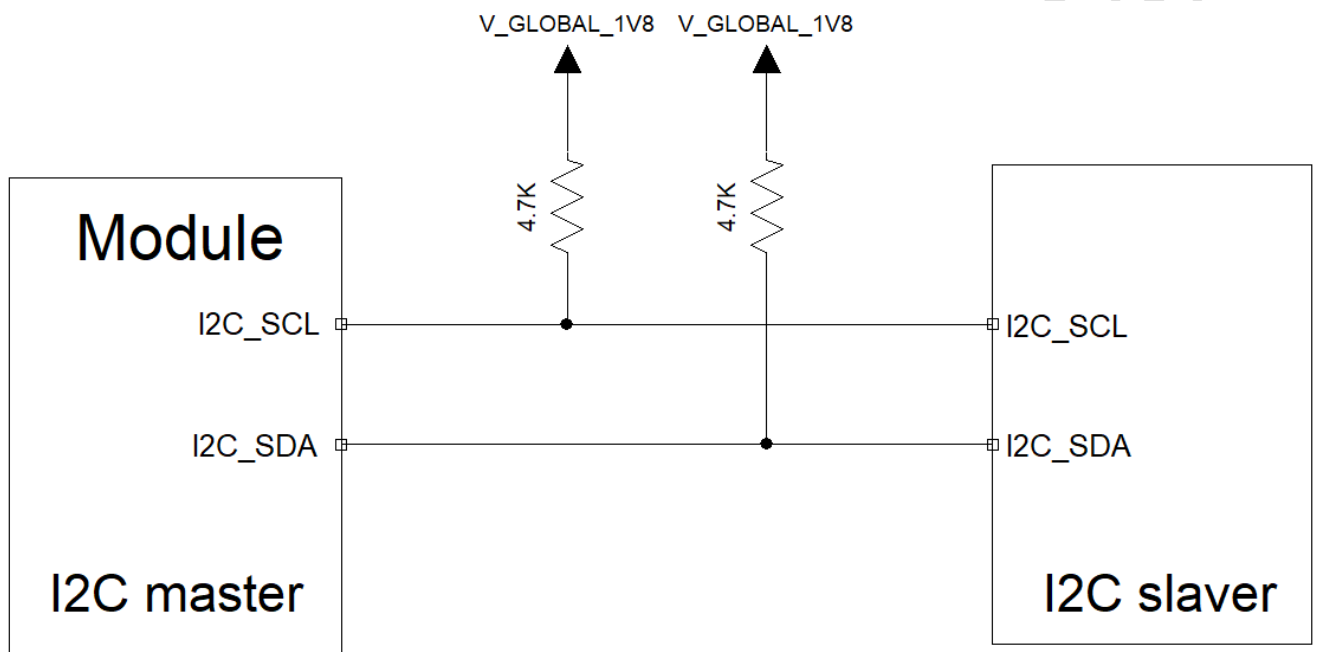 V_GLOBAL_1V8 V_GLOBAL_1V8
4.7K 4.7K
Module
I2C_SCL I2C_SCL
I2C_SDA I2C_SDA
I2C master I2C slaver